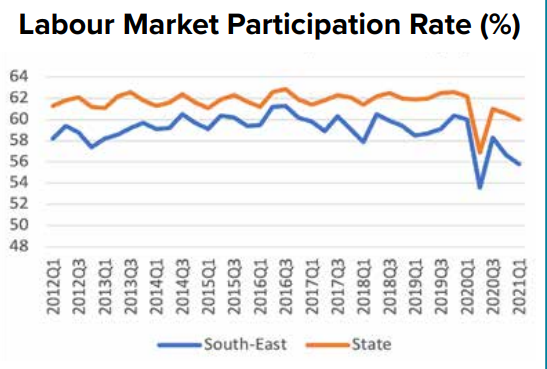 Labour Market Participation Rate (%)
64
62
60
58
56
54
52
50
48
2012Q1
2012Q3
2013Q1
2013Q3
2014Q1
2014Q3
2015Q1
2015Q3
2016Q1
2016Q3
2017Q1
2017Q3
2018Q1
2018Q3
2019Q1
2019Q3
2020Q1
2020Q3
2021Q1
South-East State